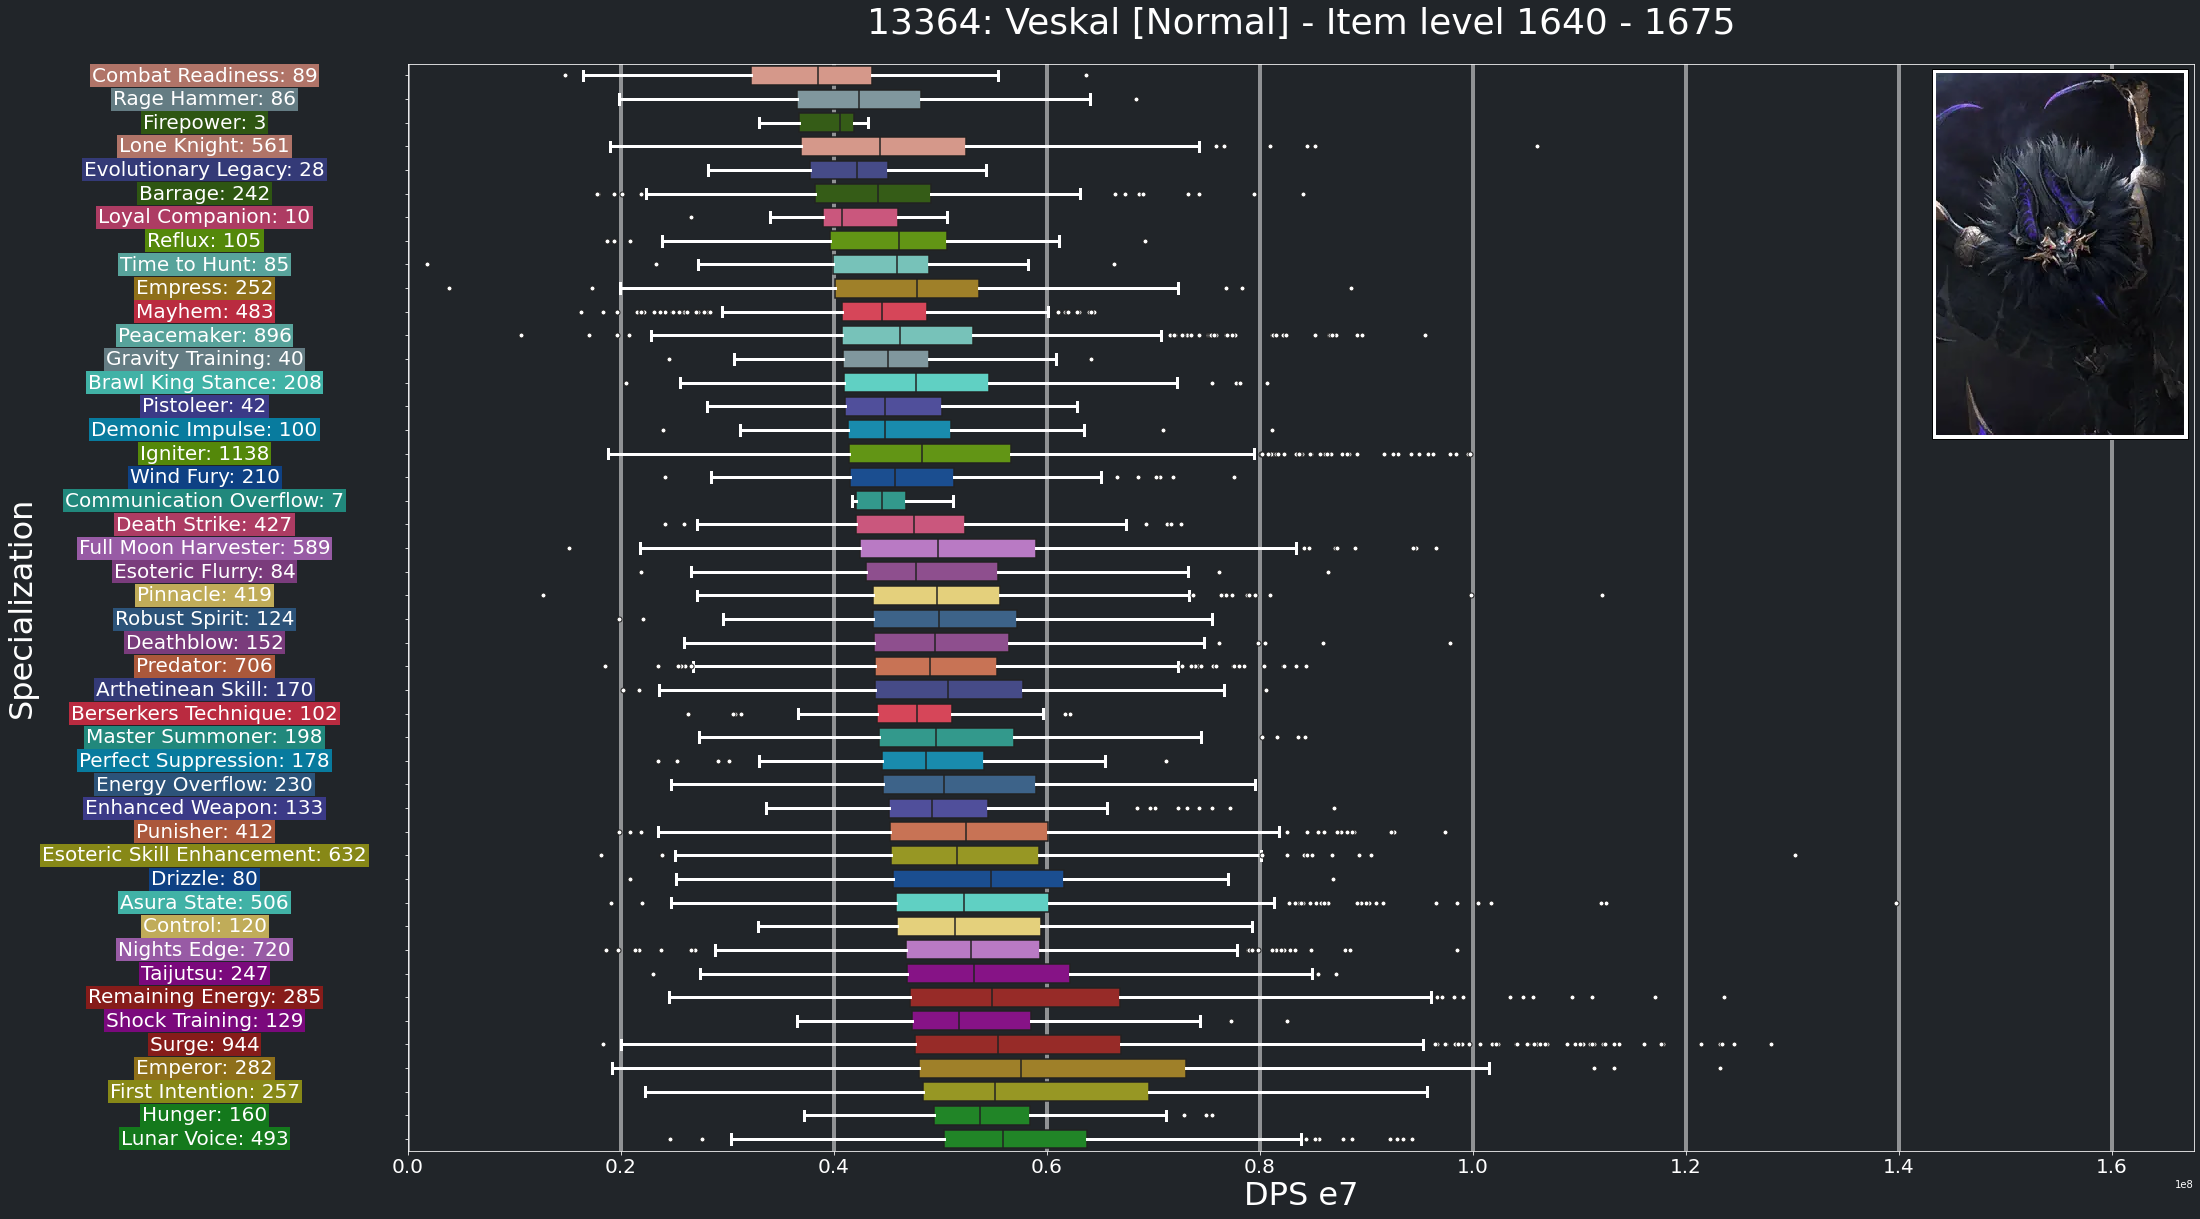 13364: Veskal [Normal] - Item level 1640 - 1675
Combat Readiness: 89
Rage Hammer: 86
Firepower: 3
Lone Knight: 561
Evolutionary Legacy: 28
Barrage: 242
Loyal Companion: 10
Reflux: 105
Time to Hunt: 85
Empress: 252
Mayhem: 483
Peacemaker: 896
Gravity Training: 40
Brawl King Stance: 208
Pistoleer: 42
Demonic Impulse: 100
Igniter: 1138
Wind Fury: 210
Communication Overflow: 7
Death Strike: 427
Full Moon Harvester: 589
Esoteric Flurry: 84
Pinnacle: 419
Robust Spirit: 124
Deathblow: 152
Predator: 706
Arthetinean Skill: 170
Berserkers Technique: 102
Master Summoner: 198
Perfect Suppression: 178
Energy Overflow: 230
Enhanced Weapon: 133
Punisher: 412
Esoteric Skill Enhancement: 632
Drizzle: 80
Asura State: 506
Control: 120
Nights Edge: 720
Taijutsu: 247
Remaining Energy: 285
Shock Training: 129
Surge: 944
Emperor: 282
First Intention: 257
Hunger: 160
Lunar Voice: 493
Specialization
0.0 0.2 0.4 0.6 0.8 1.0 1.2 1.4 1.6
DPS e7
1e8